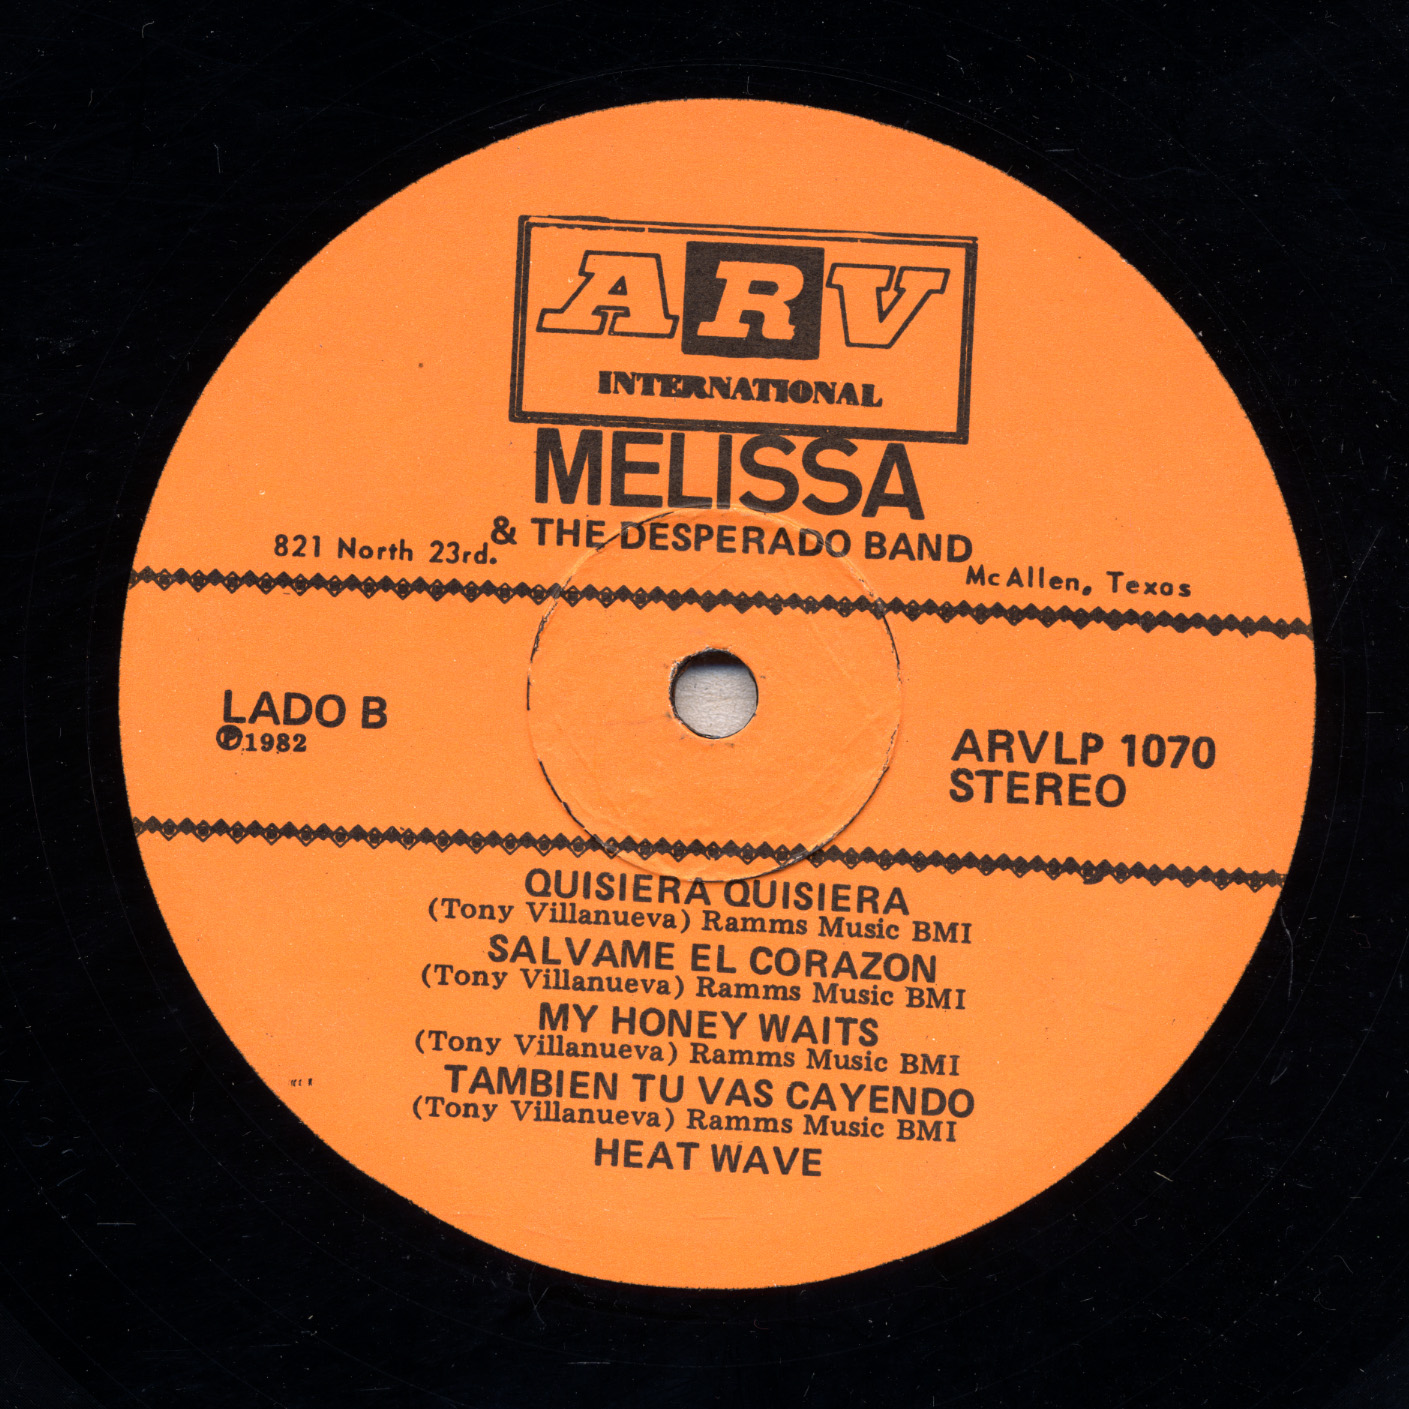 ARV
INTERNATIONAL
MELISSA
& THE DESPERADO BAND
821 North 23rd.
McAllen, Texas
LADO B
℗1982
ARVLP 1070
STEREO
QUISIERA QUISIERA
(Tony Villanueva) Ramms Music BMI
SALVAME EL CORAZON
(Tony Villanueva) Ramms Music BMI
MY HONEY WAITS
(Tony Villanueva) Ramms Music BMI
TAMBIEN TU VAS CAYENDO
(Tony Villanueva) Ramms Music BMI
HEAT WAVE